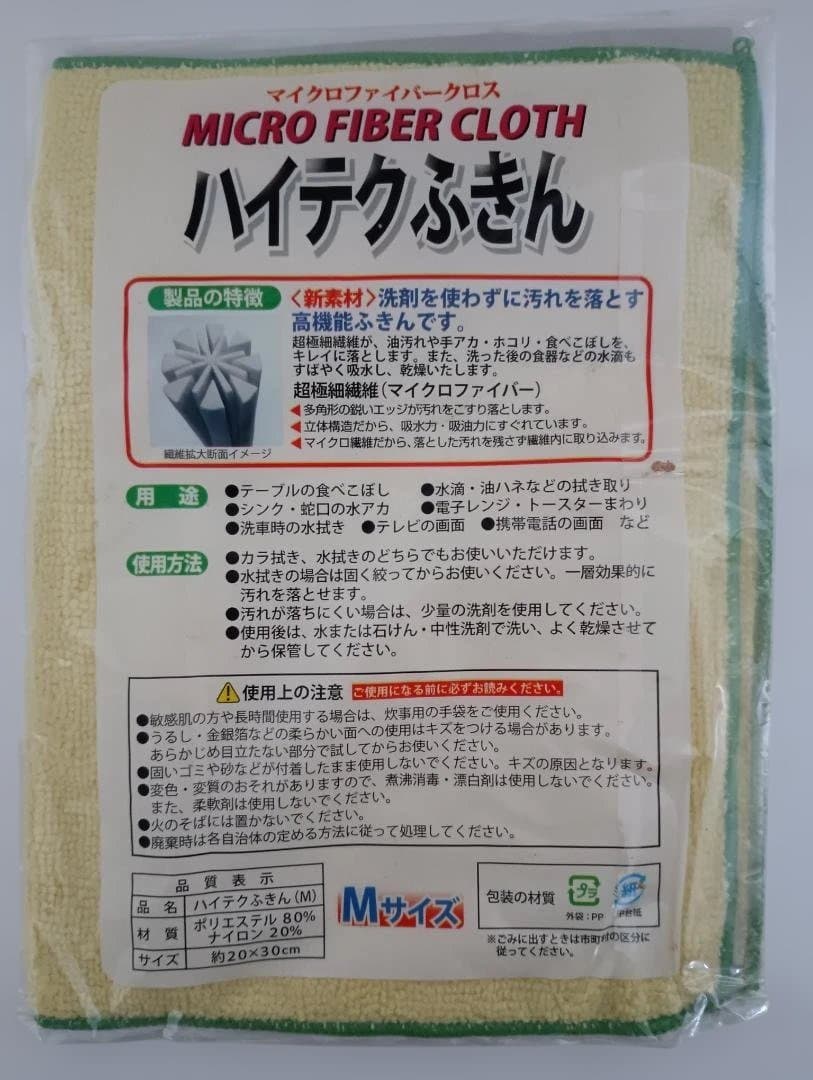 マイクロファイバークロス
MICRO FIBER CLOTH
ハイテクふきん
製品の特徴
〈新素材〉洗剤を使わずに汚れを落とす
高機能ふきんです。
超極細繊維が、油汚れや手アカ・ホコリ・食べこぼしを、
キレイに落とします。また、洗った後の食器などの水滴も
すばやく吸水し、乾燥いたします。
超極細繊維(マイクロファイバー)
◀多角形の鋭いエッジが汚れをこすり落とします。
◀立体構造だから、吸水力・吸油力にすぐれています。
◀マイクロ繊維だから、落とした汚れを残さず繊維内に取り込みます。
繊維拡大断面イメージ
用途
●テーブルの食べこぼし ●水滴・油ハネなどの拭き取り
●シンク・蛇口の水アカ ●電子レンジ・トースターまわり
●洗車時の水拭き ●テレビの画面 ●携帯電話の画面 など
使用方法
●カラ拭き、水拭きのどちらでもお使いいただけます。
●水拭きの場合は固く絞ってからお使いください。一層効果的に
汚れを落とせます。
●汚れが落ちにくい場合は、少量の洗剤を使用してください。
●使用後は、水または石けん・中性洗剤で洗い、よく乾燥させて
から保管してください。
使用上の注意 ご使用になる前に必ずお読みください。
●敏感肌の方や長時間使用する場合は、炊事用の手袋をご使用ください。
●うるし・金銀箔などの柔らかい面への使用はキズをつける場合があります。
あらかじめ目立たない部分で試してからお使いください。
●固いゴミや砂などが付着したまま使用しないでください。キズの原因となります。
●変色・変質のおそれがありますので、煮沸消毒・漂白剤は使用しないでください。
また、柔軟剤は使用しないでください。
●火のそばには置かないでください。
●廃棄時は各自治体の定める方法に従って処理してください。
品質表示
品名 ハイテクふきん(M)
材質 ポリエステル 80%
ナイロン 20%
サイズ 約20×30cm
Mサイズ
包装の材質
プラ
外袋:PP
紙
台紙
※ごみに出すときは市町村の区分に
従ってください。